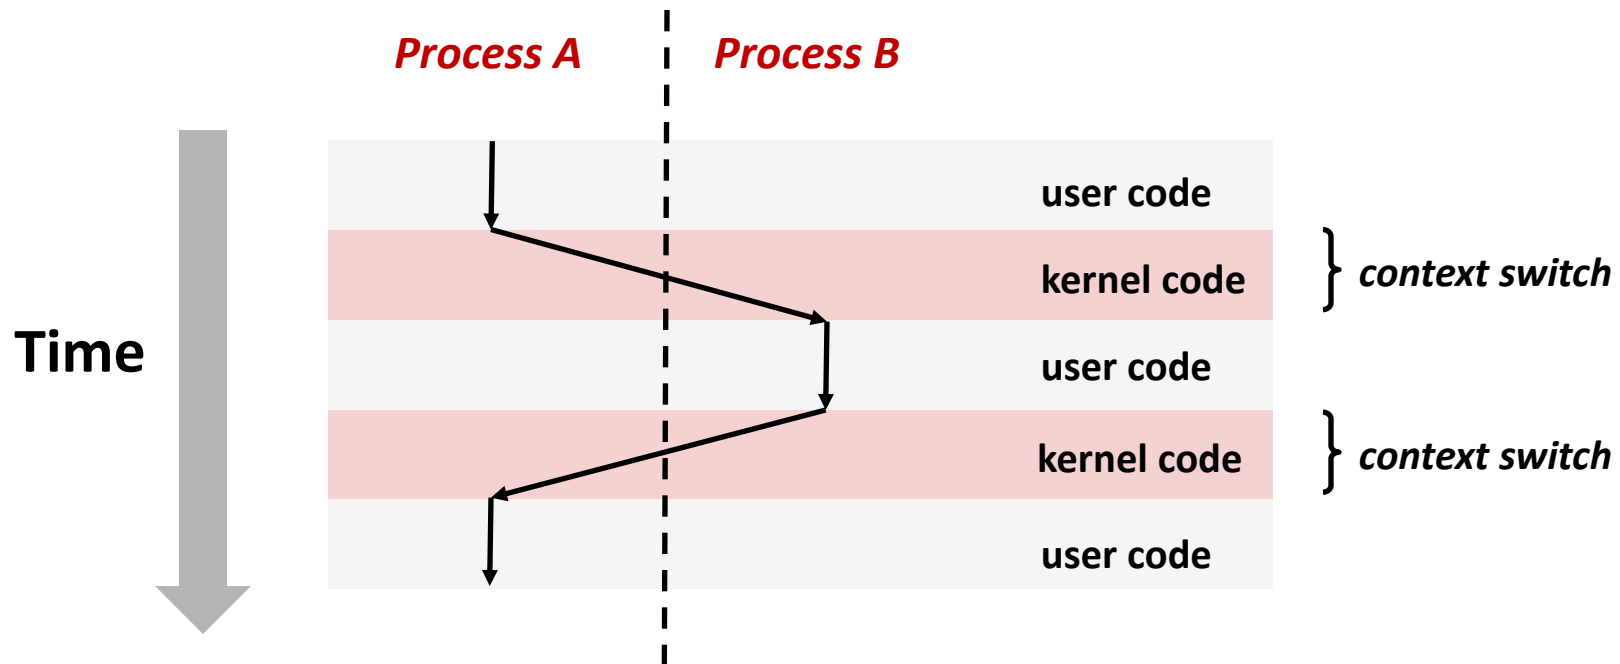 Process A
Process B
user code
kernel code
context switch
Time
user code
kernel code
context switch
user code